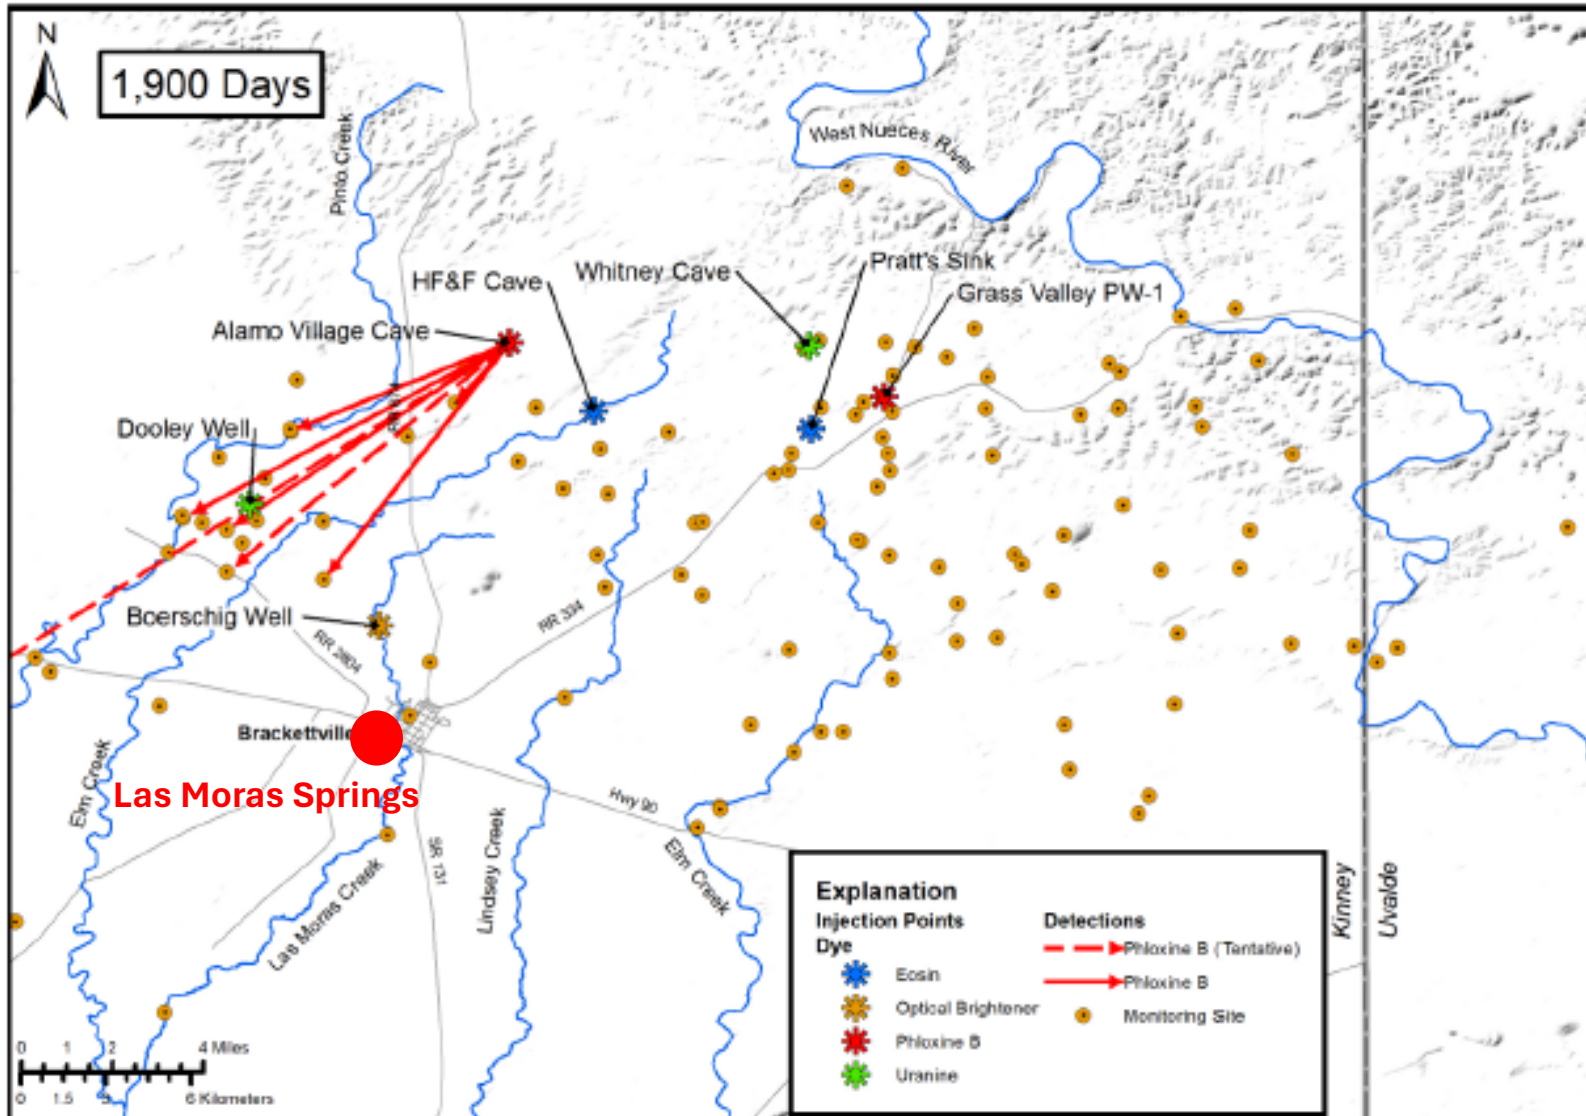 N
1,900 Days
Pinto Creek
West Nueces River
HF&F Cave
Whitney Cave
Pratt's Sink
Grass Valley PW-1
Alamo Village Cave
Dooley Well
Boerschig Well
RR 2804
RR 334
Brackettville
Las Moras Springs
Elm Creek
Hwy 90
SR 131
Lindsey Creek
Elm Creek
Las Moras Creek
Kinney
Uvalde
Explanation
Injection Points
Dye
Eosin
Optical Brightener
Phloxine B
Uranine
Detections
Phloxine B (Tentative)
Phloxine B
Monitoring Site
0 1 2 4 Miles
0 1.5 3 6 Kilometers